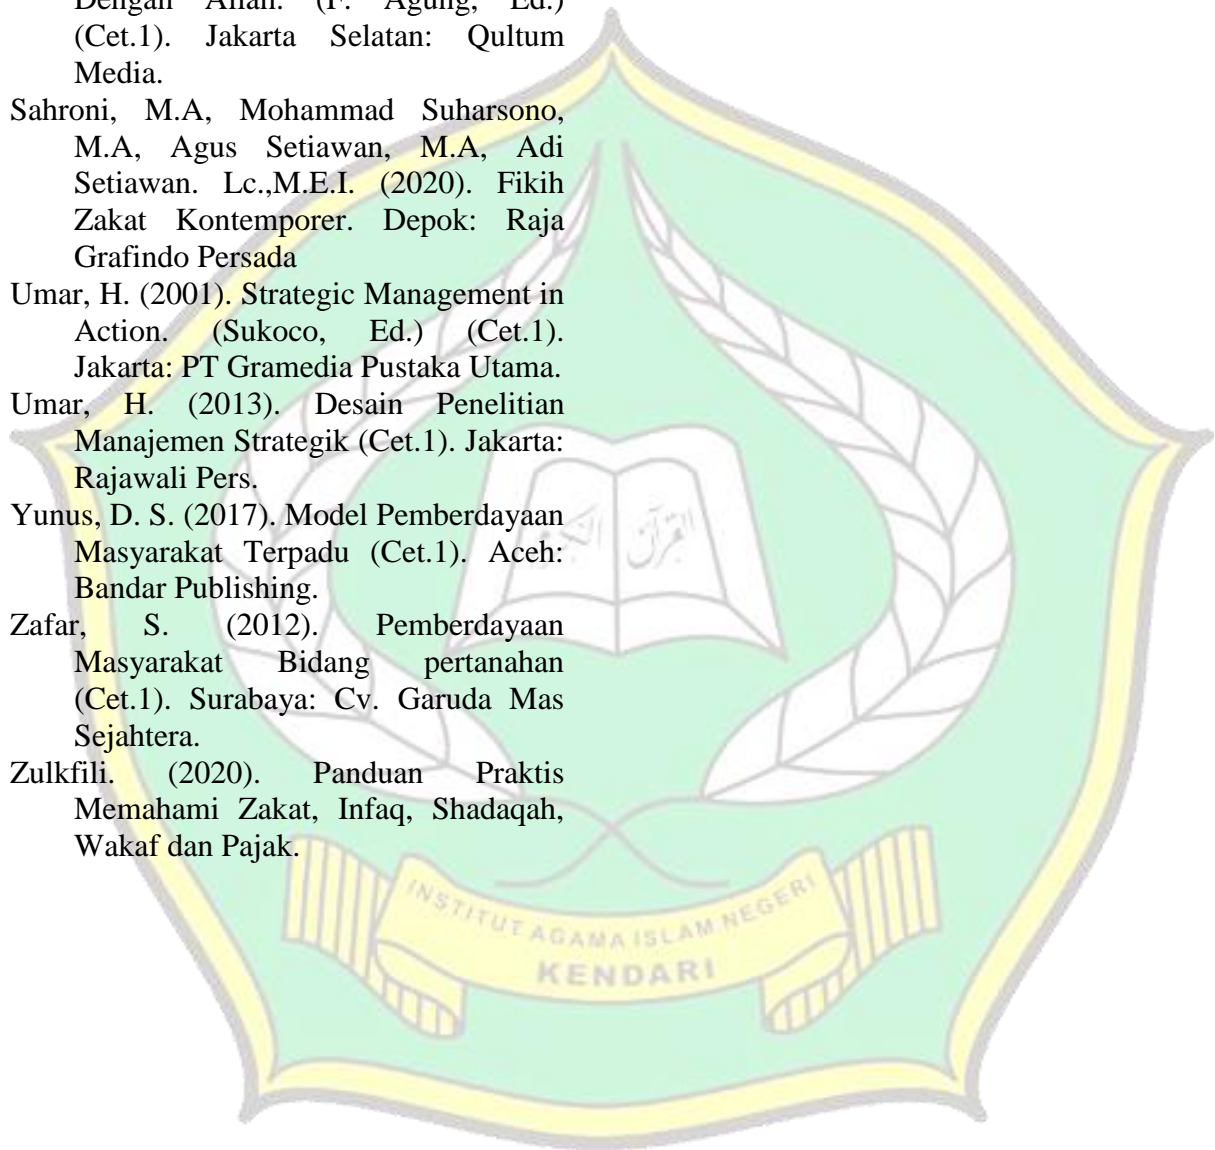 Dengan Allah. (F. Agung, Ed.)
(Cet.1). Jakarta Selatan: Qultum
Media.
Sahroni, M.A, Mohammad Suharsono,
M.A, Agus Setiawan, M.A, Adi
Setiawan. Lc.,M.E.I. (2020). Fikih
Zakat Kontemporer. Depok: Raja
Grafindo Persada
Umar, H. (2001). Strategic Management in
Action. (Sukoco, Ed.) (Cet.1).
Jakarta: PT Gramedia Pustaka Utama.
Umar, H. (2013). Desain Penelitian
Manajemen Strategik (Cet.1). Jakarta:
Rajawali Pers.
Yunus, D. S. (2017). Model Pemberdayaan
Masyarakat Terpadu (Cet.1). Aceh:
Bandar Publishing.
Zafar, S. (2012). Pemberdayaan
Masyarakat Bidang pertanahan
(Cet.1). Surabaya: Cv. Garuda Mas
Sejahtera.
Zulkfili. (2020). Panduan Praktis
Memahami Zakat, Infaq, Shadaqah,
Wakaf dan Pajak.
INSTITUT AGAMA ISLAM NEGERI
KENDARI